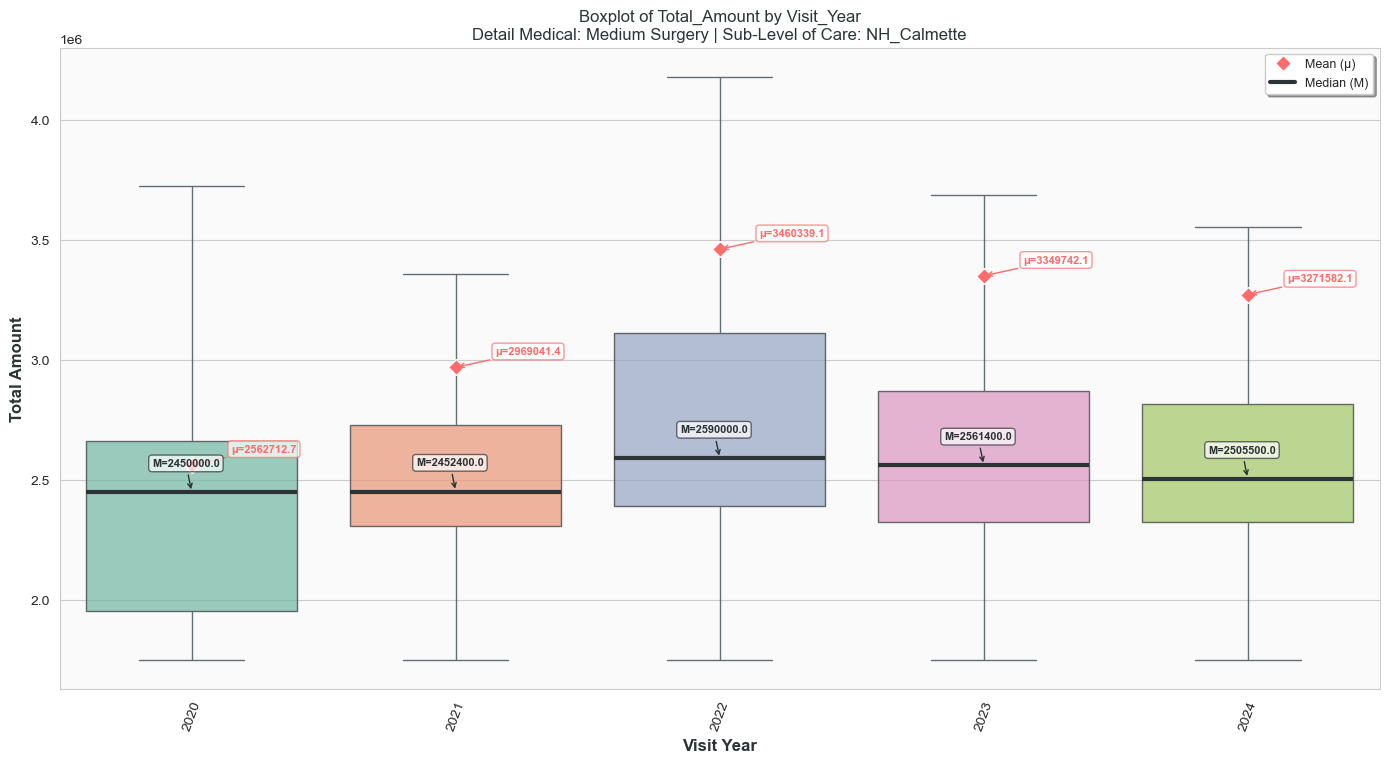 Boxplot of Total_Amount by Visit_Year
Detail Medical: Medium Surgery | Sub-Level of Care: NH_Calmette
1e6
Mean (μ)
Median (M)
4.0
3.5
3.0
2.5
2.0
Total Amount
μ=2562712.7
M=2450000.0
μ=2969041.4
M=2452400.0
μ=3460339.1
M=2590000.0
μ=3349742.1
M=2561400.0
μ=3271582.1
M=2505500.0
2020
2021
2022
2023
2024
Visit Year